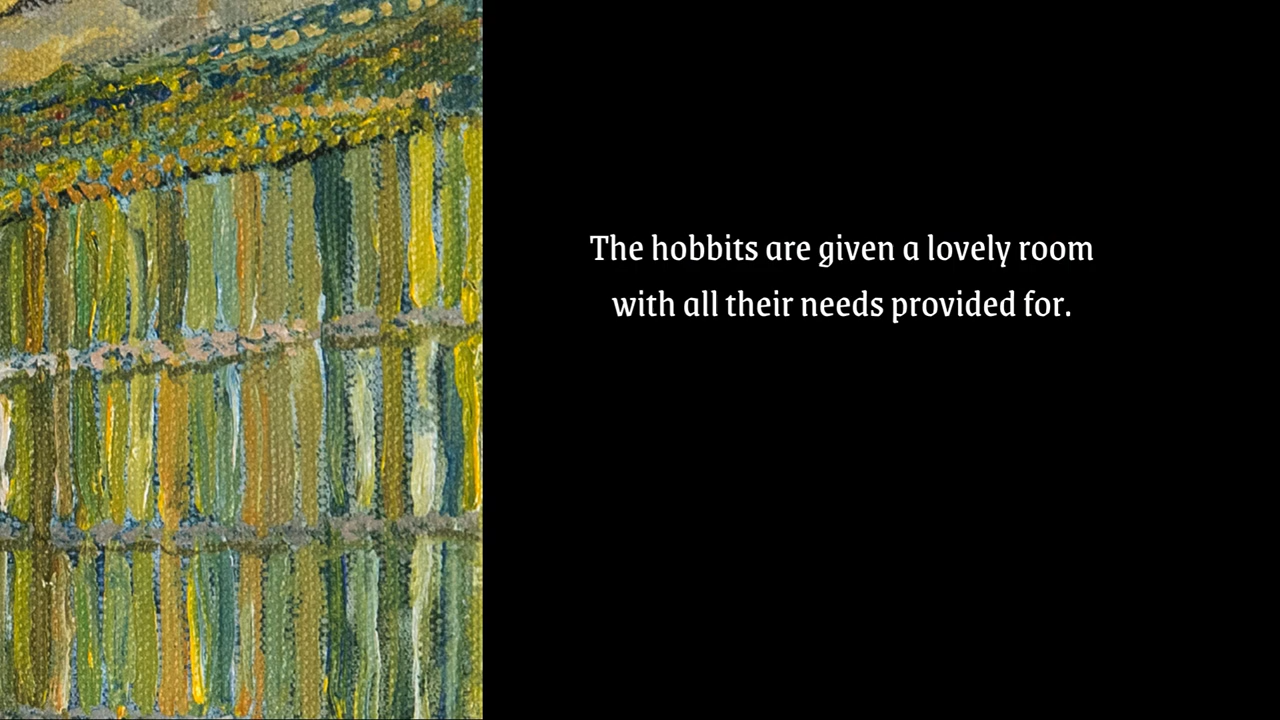 The hobbits are given a lovely room
with all their needs provided for.